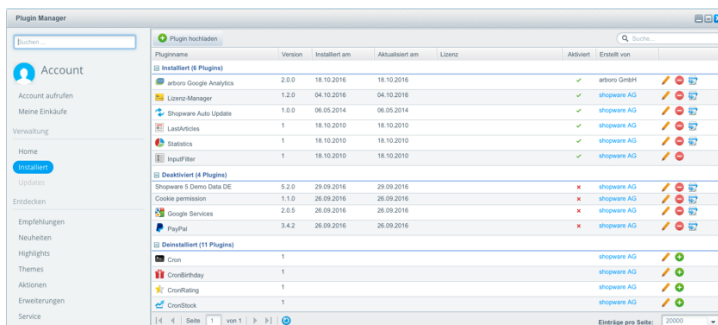 Plugin Manager
Suchen ...
Account
Account aufrufen
Meine Einkäufe
Verwaltung
Home
Installiert
Updates
Entdecken
Empfehlungen
Neuheiten
Highlights
Themes
Aktionen
Erweiterungen
Service
Plugin hochladen
Suche...
Pluginname Version Installiert am Aktualisiert am Lizenz Aktiviert Erstellt von
Installiert (6 Plugins)
arboro Google Analytics 2.0.0 18.10.2016 18.10.2016 arboro GmbH
Lizenz-Manager 1.2.0 04.10.2016 04.10.2016 shopware AG
Shopware Auto Update 1.0.0 06.05.2014 06.05.2014 shopware AG
LastArticles 1 18.10.2010 18.10.2010 shopware AG
Statistics 1 18.10.2010 18.10.2010 shopware AG
InputFilter 1 18.10.2010 18.10.2010 shopware AG
Deaktiviert (4 Plugins)
Shopware 5 Demo Data DE 5.2.0 29.09.2016 29.09.2016 shopware AG
Cookie permission 1.1.0 26.09.2016 26.09.2016 shopware AG
Google Services 2.0.5 26.09.2016 26.09.2016 shopware AG
PayPal 3.4.2 26.09.2016 26.09.2016 shopware AG
Deinstalliert (11 Plugins)
Cron 1 shopware AG
CronBirthday 1 shopware AG
CronRating 1 shopware AG
CronStock 1 shopware AG
Seite 1 von 1 Einträge pro Seite: 20000